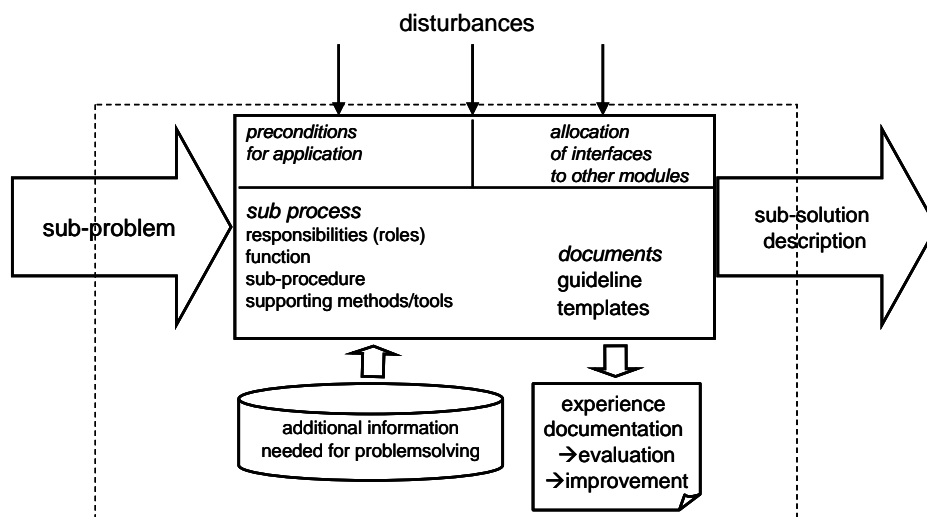 disturbances
preconditions
for application
allocation
of interfaces
to other modules
sub-problem
sub process
responsibilities (roles)
function
sub-procedure
supporting methods/tools
documents
guideline
templates
sub-solution
description
additional information
needed for problemsolving
experience
documentation
→evaluation
→improvement